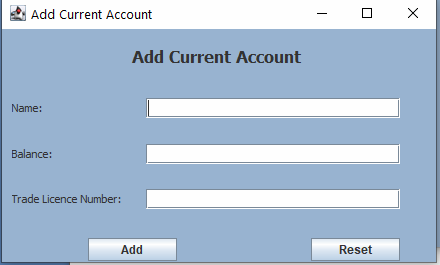 Add Current Account
Add Current Account
Name:
Balance:
Trade Licence Number:
Add Reset